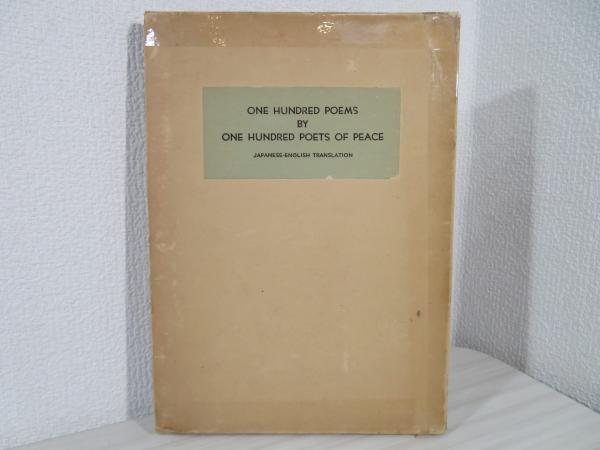 ONE HUNDRED POEMS
BY
ONE HUNDRED POETS OF PEACE
JAPANESE-ENGLISH TRANSLATION